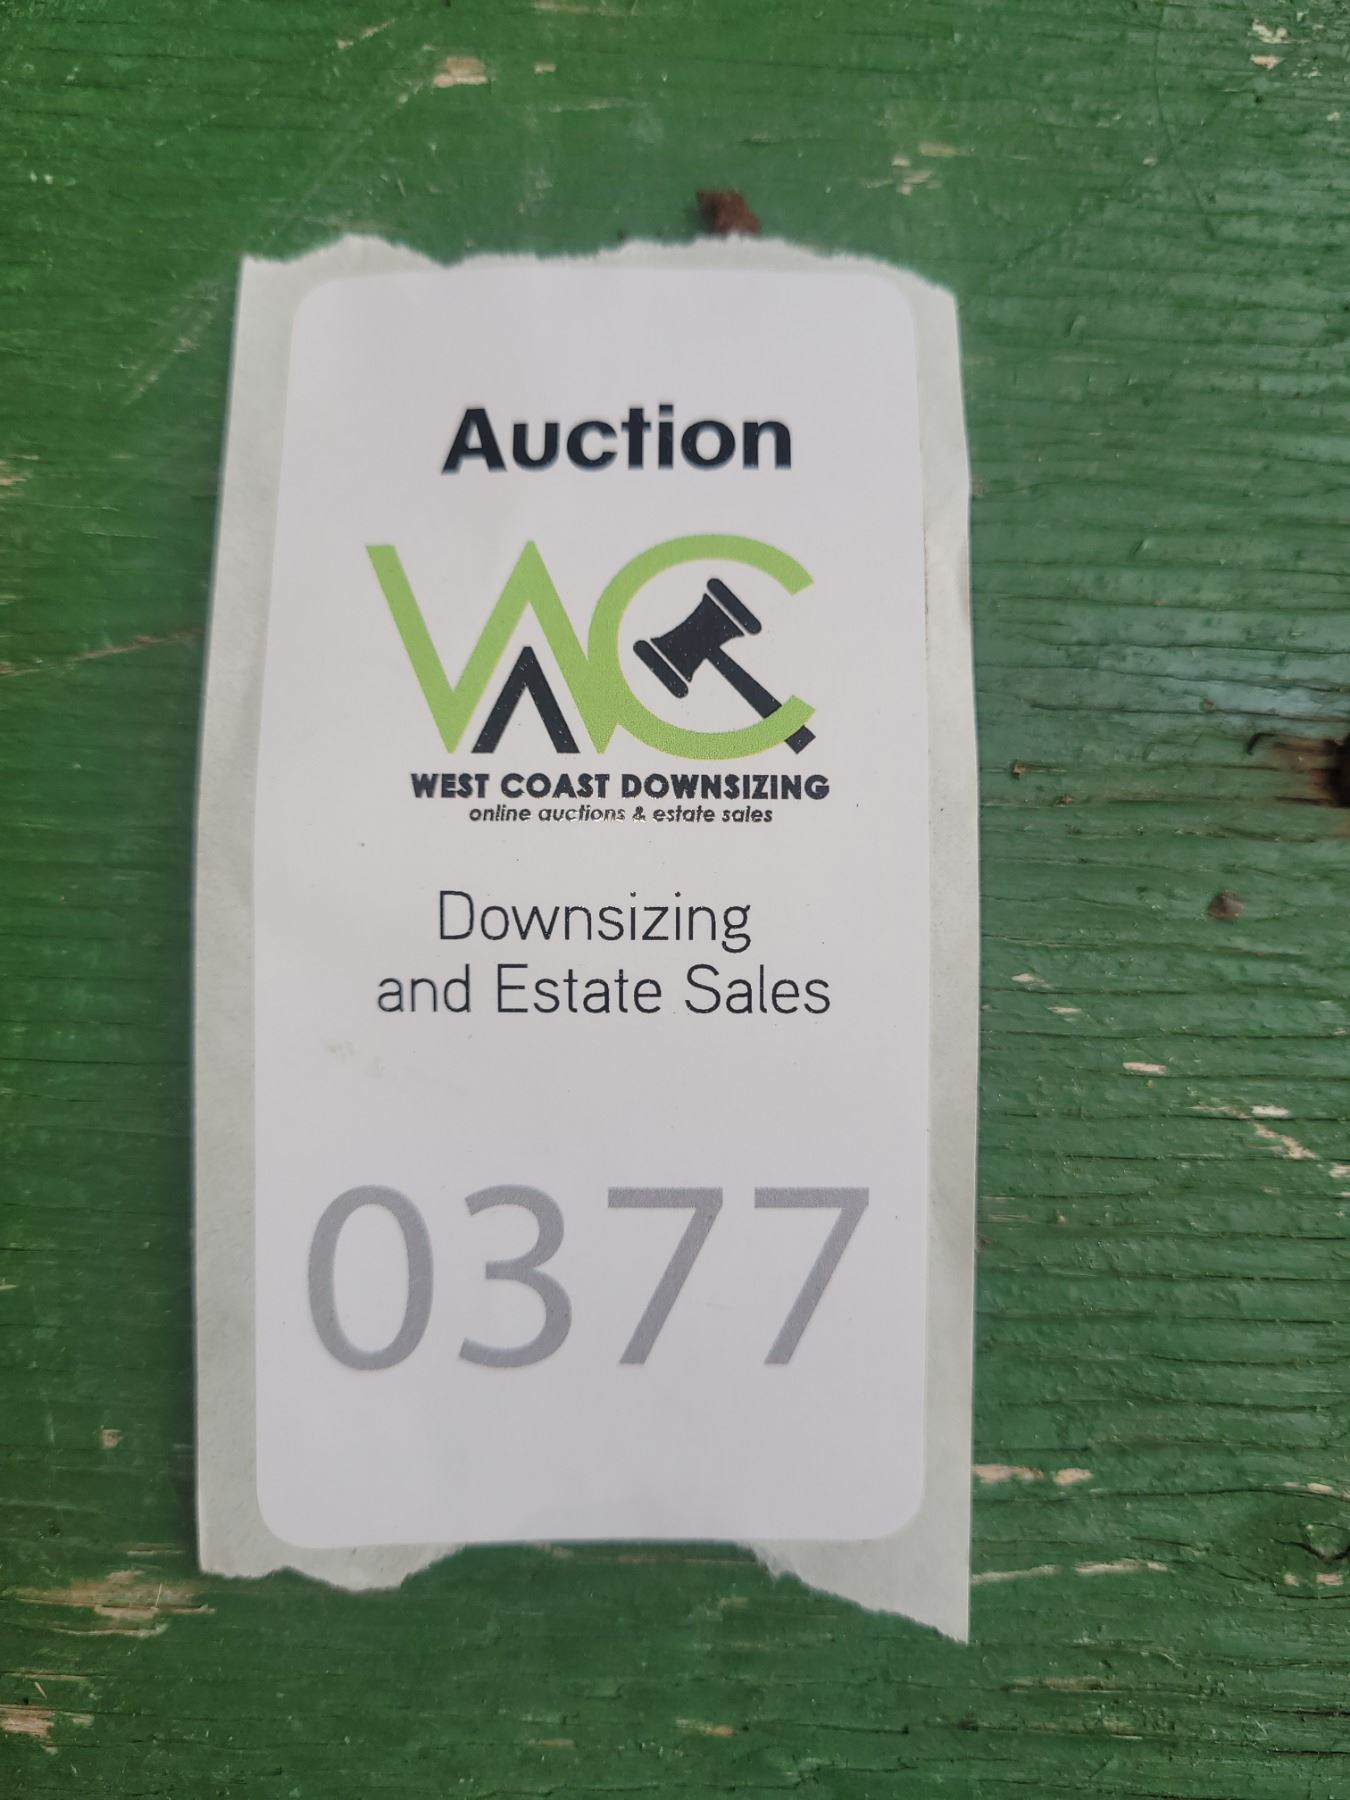 Auction
WC
WEST COAST DOWNSIZING
online auctions & estate sales
Downsizing
and Estate Sales
0377